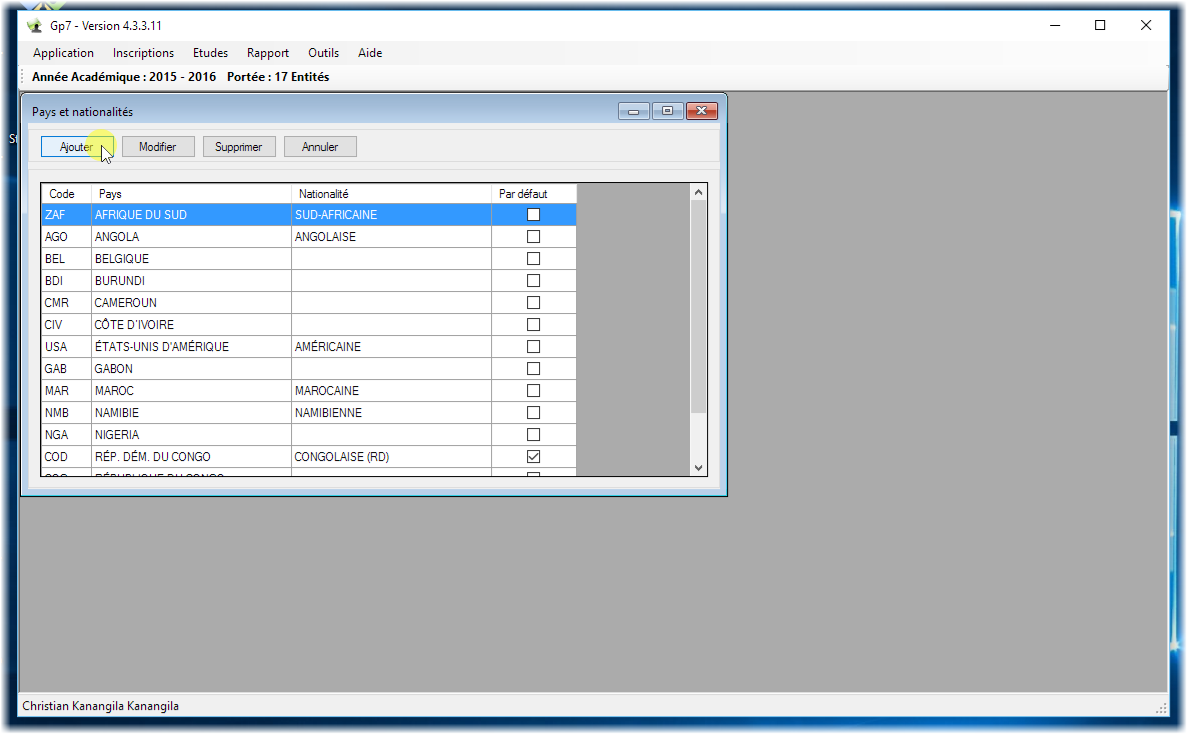 Gp7 - Version 4.3.3.11
Application Inscriptions Etudes Rapport Outils Aide
Année Académique : 2015 - 2016 Portée : 17 Entités
Pays et nationalités
Ajouter Modifier Supprimer Annuler
Code Pays Nationalité Par défaut
ZAF AFRIQUE DU SUD SUD-AFRICAINE
AGO ANGOLA ANGOLAISE
BEL BELGIQUE
BDI BURUNDI
CMR CAMEROUN
CIV CÔTE D'IVOIRE
USA ÉTATS-UNIS D'AMÉRIQUE AMÉRICAINE
GAB GABON
MAR MAROC MAROCAINE
NMB NAMIBIE NAMIBIENNE
NGA NIGERIA
COD RÉP. DÉM. DU CONGO CONGOLAISE (RD)
Christian Kanangila Kanangila